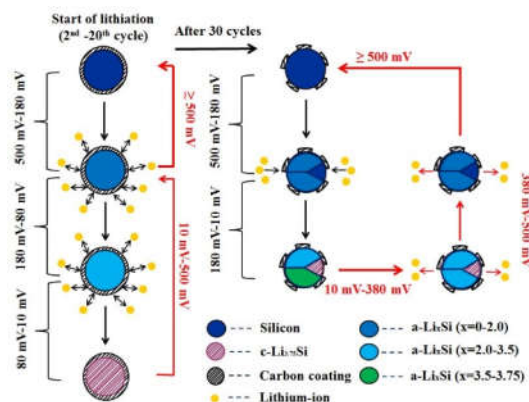 Start of lithiation
(2nd -20th cycle)
After 30 cycles
500 mV-180 mV
180 mV-80 mV
80 mV-10 mV
≥ 500 mV
10 mV-500 mV
500 mV-180 mV
180 mV-10 mV
≥ 500 mV
380 mV-500 mV
10 mV-380 mV
Silicon
c-Li3.75Si
Carbon coating
Lithium-ion
a-LixSi (x=0-2.0)
a-LixSi (x=2.0-3.5)
a-LixSi (x=3.5-3.75)